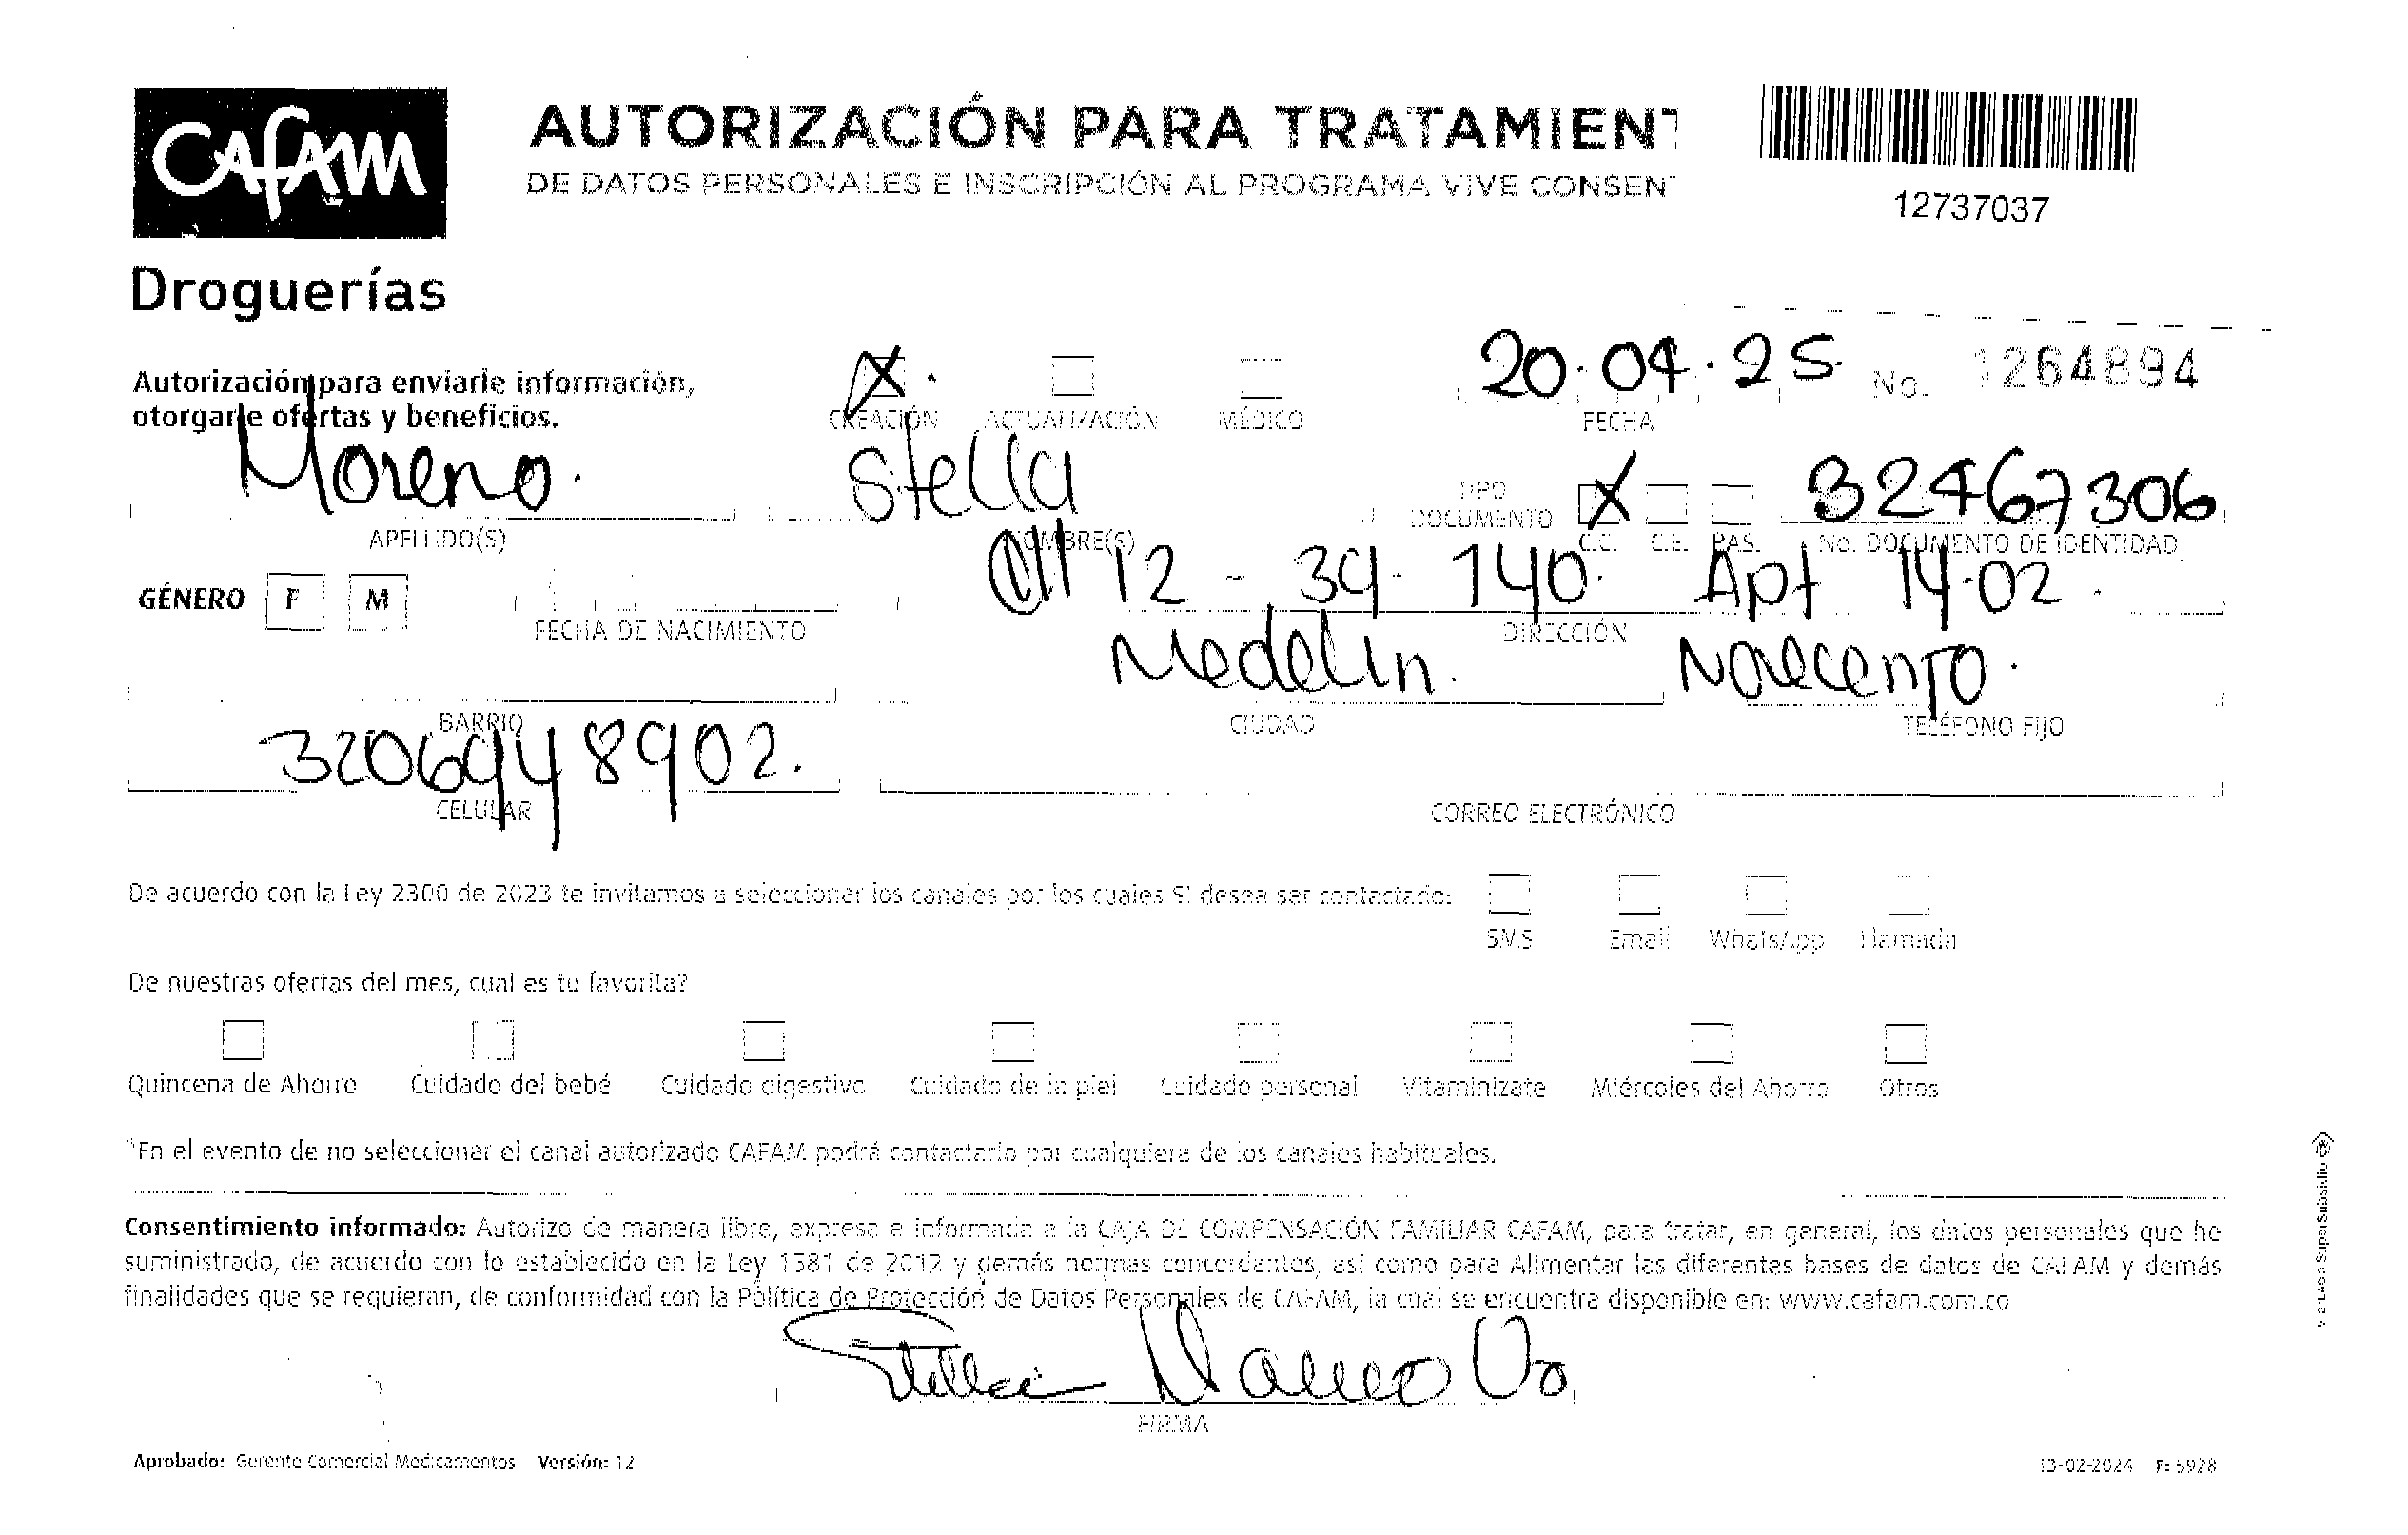 CAFAM
Droguerías
AUTORIZACIÓN PARA TRATAMIENT
DE DATOS PERSONALES E INSCRIPCIÓN AL PROGRAMA VIVE CONSEN
12737037
Autorización para enviarle información,
otorgarle ofertas y beneficios.
X CREACIÓN ACTUALIZACIÓN MÉDICO
20.04.25 FECHA
No. 1264894
Moreno.
APELLIDO(S)
Stella
NOMBRE(S)
TIPO DOCUMENTO X C.C. C.E. PAS.
32467306
No. DOCUMENTO DE IDENTIDAD
GÉNERO F M
FECHA DE NACIMIENTO
12 - 39 - 140. Apt 14-02.
DIRECCIÓN
BARRIO
Medellin.
CIUDAD
TELÉFONO FIJO
3206948902.
CELULAR
CORREO ELECTRÓNICO
De acuerdo con la Ley 2300 de 2023 te invitamos a seleccionar los canales por los cuales SI desea ser contactado:
SMS Email WhatsApp Llamada
De nuestras ofertas del mes, cual es tu favorita?
Quincena de Ahorro Cuidado del bebé Cuidado digestivo Cuidado de la piel Cuidado personal Vitaminízate Miércoles del Ahorro Otros
*En el evento de no seleccionar el canal autorizado CAFAM podrá contactarlo por cualquiera de los canales habituales.
Consentimiento informado: Autorizo de manera libre, expresa e informada a la CAJA DE COMPENSACIÓN FAMILIAR CAFAM, para tratar, en general, los datos personales que he
suministrado, de acuerdo con lo establecido en la Ley 1581 de 2012 y demás normas concordantes, así como para Alimentar las diferentes bases de datos de CAFAM y demás
finalidades que se requieran, de conformidad con la Política de Protección de Datos Personales de CAFAM, la cual se encuentra disponible en: www.cafam.com.co
Stella Moreno
FIRMA
Aprobado: Gerente Comercial Medicamentos Versión: 12
13-02-2024 F: 5928
SuperSubsidio